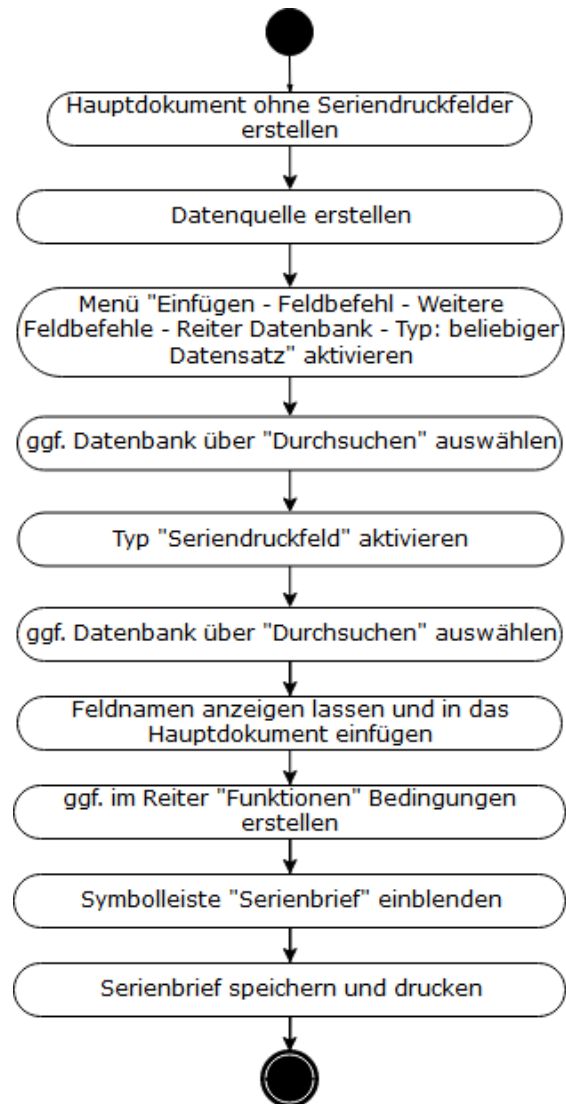 Hauptdokument ohne Seriendruckfelder
erstellen
Datenquelle erstellen
Menü "Einfügen - Feldbefehl - Weitere
Feldbefehle - Reiter Datenbank - Typ: beliebiger
Datensatz" aktivieren
ggf. Datenbank über "Durchsuchen" auswählen
Typ "Seriendruckfeld" aktivieren
ggf. Datenbank über "Durchsuchen" auswählen
Feldnamen anzeigen lassen und in das
Hauptdokument einfügen
ggf. im Reiter "Funktionen" Bedingungen
erstellen
Symbolleiste "Serienbrief" einblenden
Serienbrief speichern und drucken